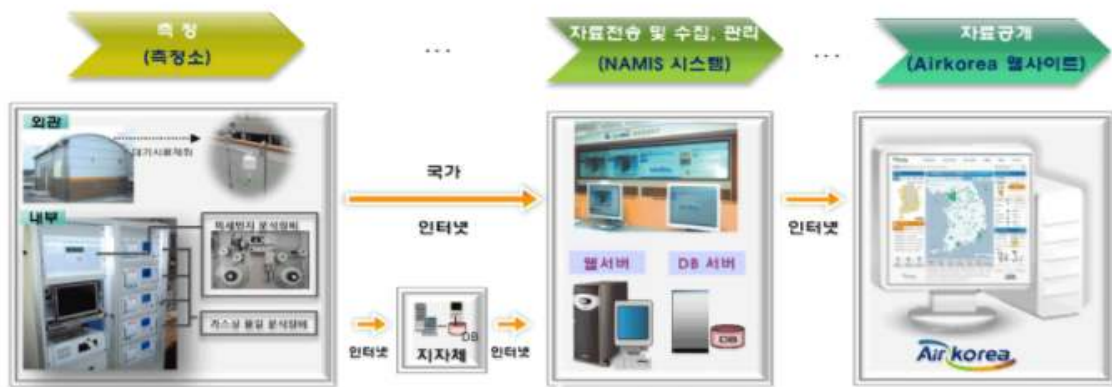 측 정
(측정소)
...
자료전송 및 수집, 관리
(NAMIS 시스템)
...
자료공개
(Airkorea 웹사이트)
외관
대기시료채취
내부
미세먼지 분석장비
가스상 물질 분석장비
국가
인터넷
인터넷
DB
지자체
인터넷
웹서버
DB 서버
DB
인터넷
Airkorea